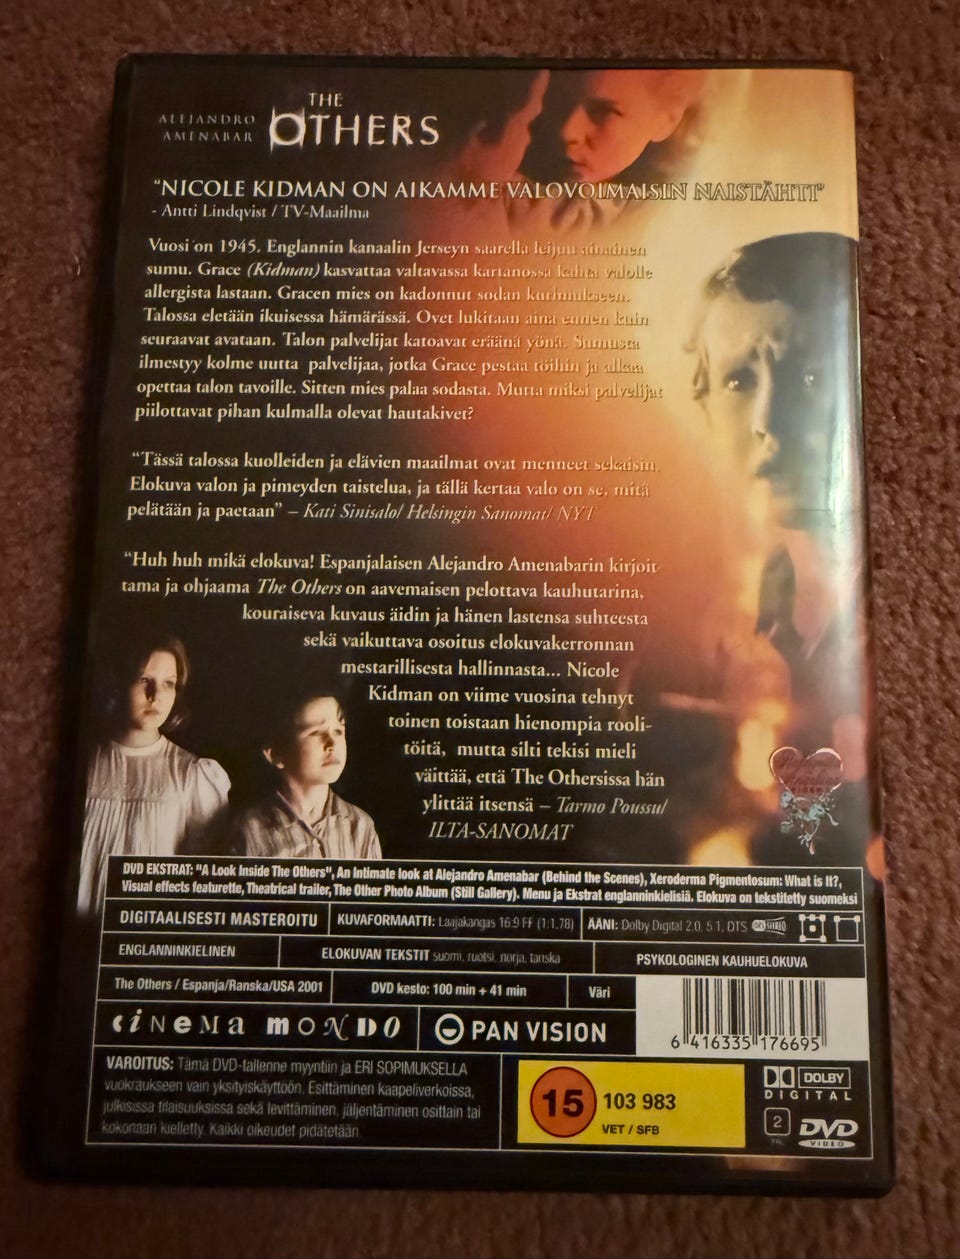 THE
ALEJANDRO
AMENABAR
OTHERS
"NICOLE KIDMAN ON AIKAMME VALOVOIMAISIN NAISTÄHTI"
- Antti Lindqvist / TV-Maailma
Vuosi on 1945. Englannin kanaalin Jerseyn saarella leijuu ainainen
sumu. Grace (Kidman) kasvattaa valtavassa kartanossa kahta valolle
allergista lastaan. Gracen mies on kadonnut sodan kurimukseen.
Talossa eletään ikuisessa hämärässä. Ovet lukitaan aina ennen kuin
seuraavat avataan. Talon palvelijat katoavat eräänä yönä. Sumusta
ilmestyy kolme uutta palvelijaa, jotka Grace pestaa töihin ja alkaa
opettaa talon tavoille. Sitten mies palaa sodasta. Mutta miksi palvelijat
piilottavat pihan kulmalla olevat hautakivet?
"Tässä talossa kuolleiden ja elävien maailmat ovat menneet sekaisin.
Elokuva valon ja pimeyden taistelua, ja tällä kertaa valo on se, mitä
pelätään ja paetaan" – Kati Sinisalo/ Helsingin Sanomat/ NYT
"Huh huh mikä elokuva! Espanjalaisen Alejandro Amenabarin kirjoit-
tama ja ohjaama The Others on aavemaisen pelottava kauhutarina,
kouraiseva kuvaus äidin ja hänen lastensa suhteesta
sekä vaikuttava osoitus elokuvakerronnan
mestarillisesta hallinnasta... Nicole
Kidman on viime vuosina tehnyt
toinen toistaan hienompia rooli-
töitä, mutta silti tekisi mieli
väittää, että The Othersissa hän
ylittää itsensä – Tarmo Poussu/
ILTA-SANOMAT
DVD EKSTRAT: "A Look Inside The Others", An Intimate look at Alejandro Amenabar (Behind the Scenes), Xeroderma Pigmentosum: What is It?,
Visual effects featurette, Theatrical trailer, The Other Photo Album (Still Gallery). Menu ja Ekstrat englanninkielisiä. Elokuva on tekstitetty suomeksi
DIGITAALISESTI MASTEROITU KUVAFORMAATTI: Laajakangas 16:9 FF (1:1,78) ÄÄNI: Dolby Digital 2.0, 5.1, DTS
ENGLANNINKIELINEN ELOKUVAN TEKSTIT suomi, ruotsi, norja, tanska PSYKOLOGINEN KAUHUELOKUVA
The Others / Espanja/Ranska/USA 2001 DVD kesto: 100 min + 41 min Väri
CiNeMa MONDO PAN VISION
6 416335 176695
VAROITUS: Tämä DVD-tallenne myyntiin ja ERI SOPIMUKSELLA
vuokraukseen vain yksityiskäyttöön. Esittäminen kaapeliverkoissa,
julkisissa tilaisuuksissa sekä levittäminen, jäljentäminen osittain tai
kokonaan kielletty. Kaikki oikeudet pidätetään.
15 103 983
VET / SFB
DOLBY
DIGITAL
2
DVD
VIDEO